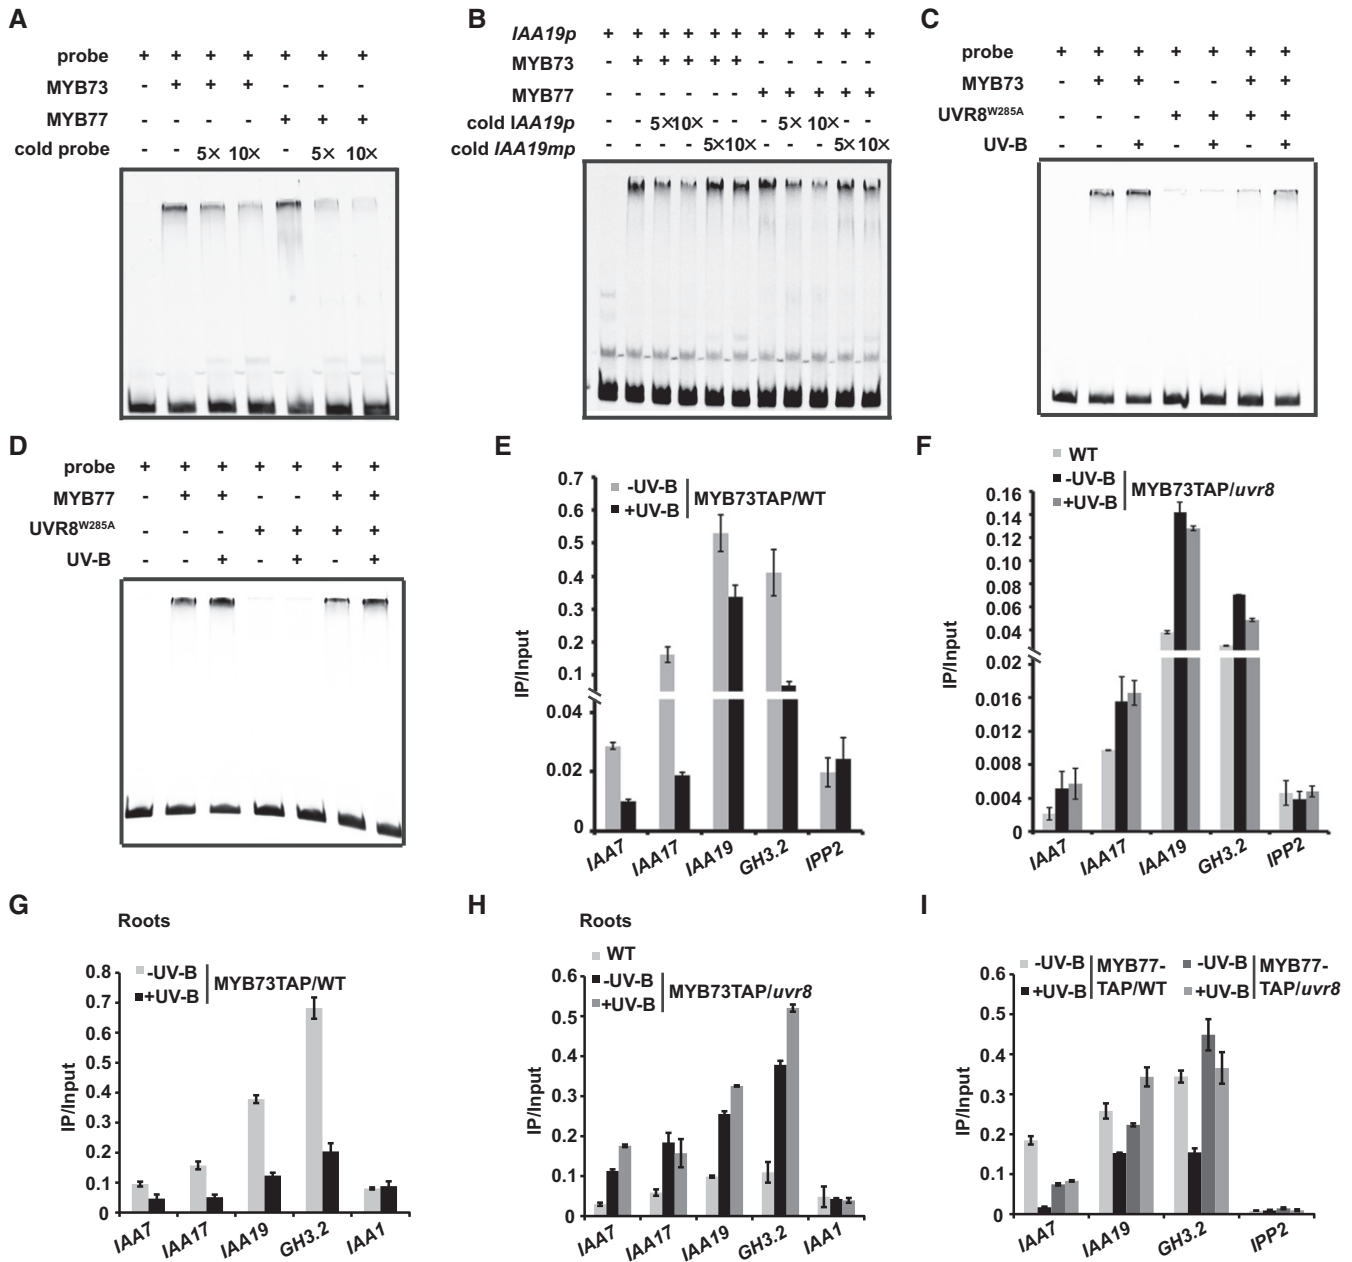 A
probe + + + + + + +
MYB73 - + + + - - -
MYB77 - - - - + + +
cold probe - - 5× 10× - 5× 10×
B
IAA19p + + + + + + + + + + +
MYB73 - + + + + + - - - - -
MYB77 - - - - - - + + + + +
cold IAA19p - - 5×10× - - - 5× 10× - -
cold IAA19mp - - - - 5×10× - - - 5× 10×
C
probe + + + + + + +
MYB73 - + + - - + +
UVR8W285A - - - + + + +
UV-B - - + - + - +
D
probe + + + + + + +
MYB77 - + + - - + +
UVR8W285A - - - + + + +
UV-B - - + - + - +
E
-UV-B
+UV-B
MYB73TAP/WT
IP/Input
0.7
0.6
0.5
0.4
0.3
0.2
0.1
0.04
0.02
0
IAA7 IAA17 IAA19 GH3.2 IPP2
F
WT
-UV-B
+UV-B
MYB73TAP/uvr8
IP/Input
0.16
0.14
0.12
0.10
0.08
0.06
0.04
0.02
0.016
0.012
0.008
0.004
0
IAA7 IAA17 IAA19 GH3.2 IPP2
G
Roots
-UV-B
+UV-B
MYB73TAP/WT
IP/Input
0.8
0.7
0.6
0.5
0.4
0.3
0.2
0.1
0
IAA7 IAA17 IAA19 GH3.2 IAA1
H
Roots
WT
-UV-B
+UV-B
MYB73TAP/uvr8
IP/Input
0.6
0.5
0.4
0.3
0.2
0.1
0
IAA7 IAA17 IAA19 GH3.2 IAA1
I
-UV-B
+UV-B
MYB77-
TAP/WT
-UV-B
+UV-B
MYB77-
TAP/uvr8
IP/Input
0.6
0.5
0.4
0.3
0.2
0.1
0
IAA7 IAA19 GH3.2 IPP2